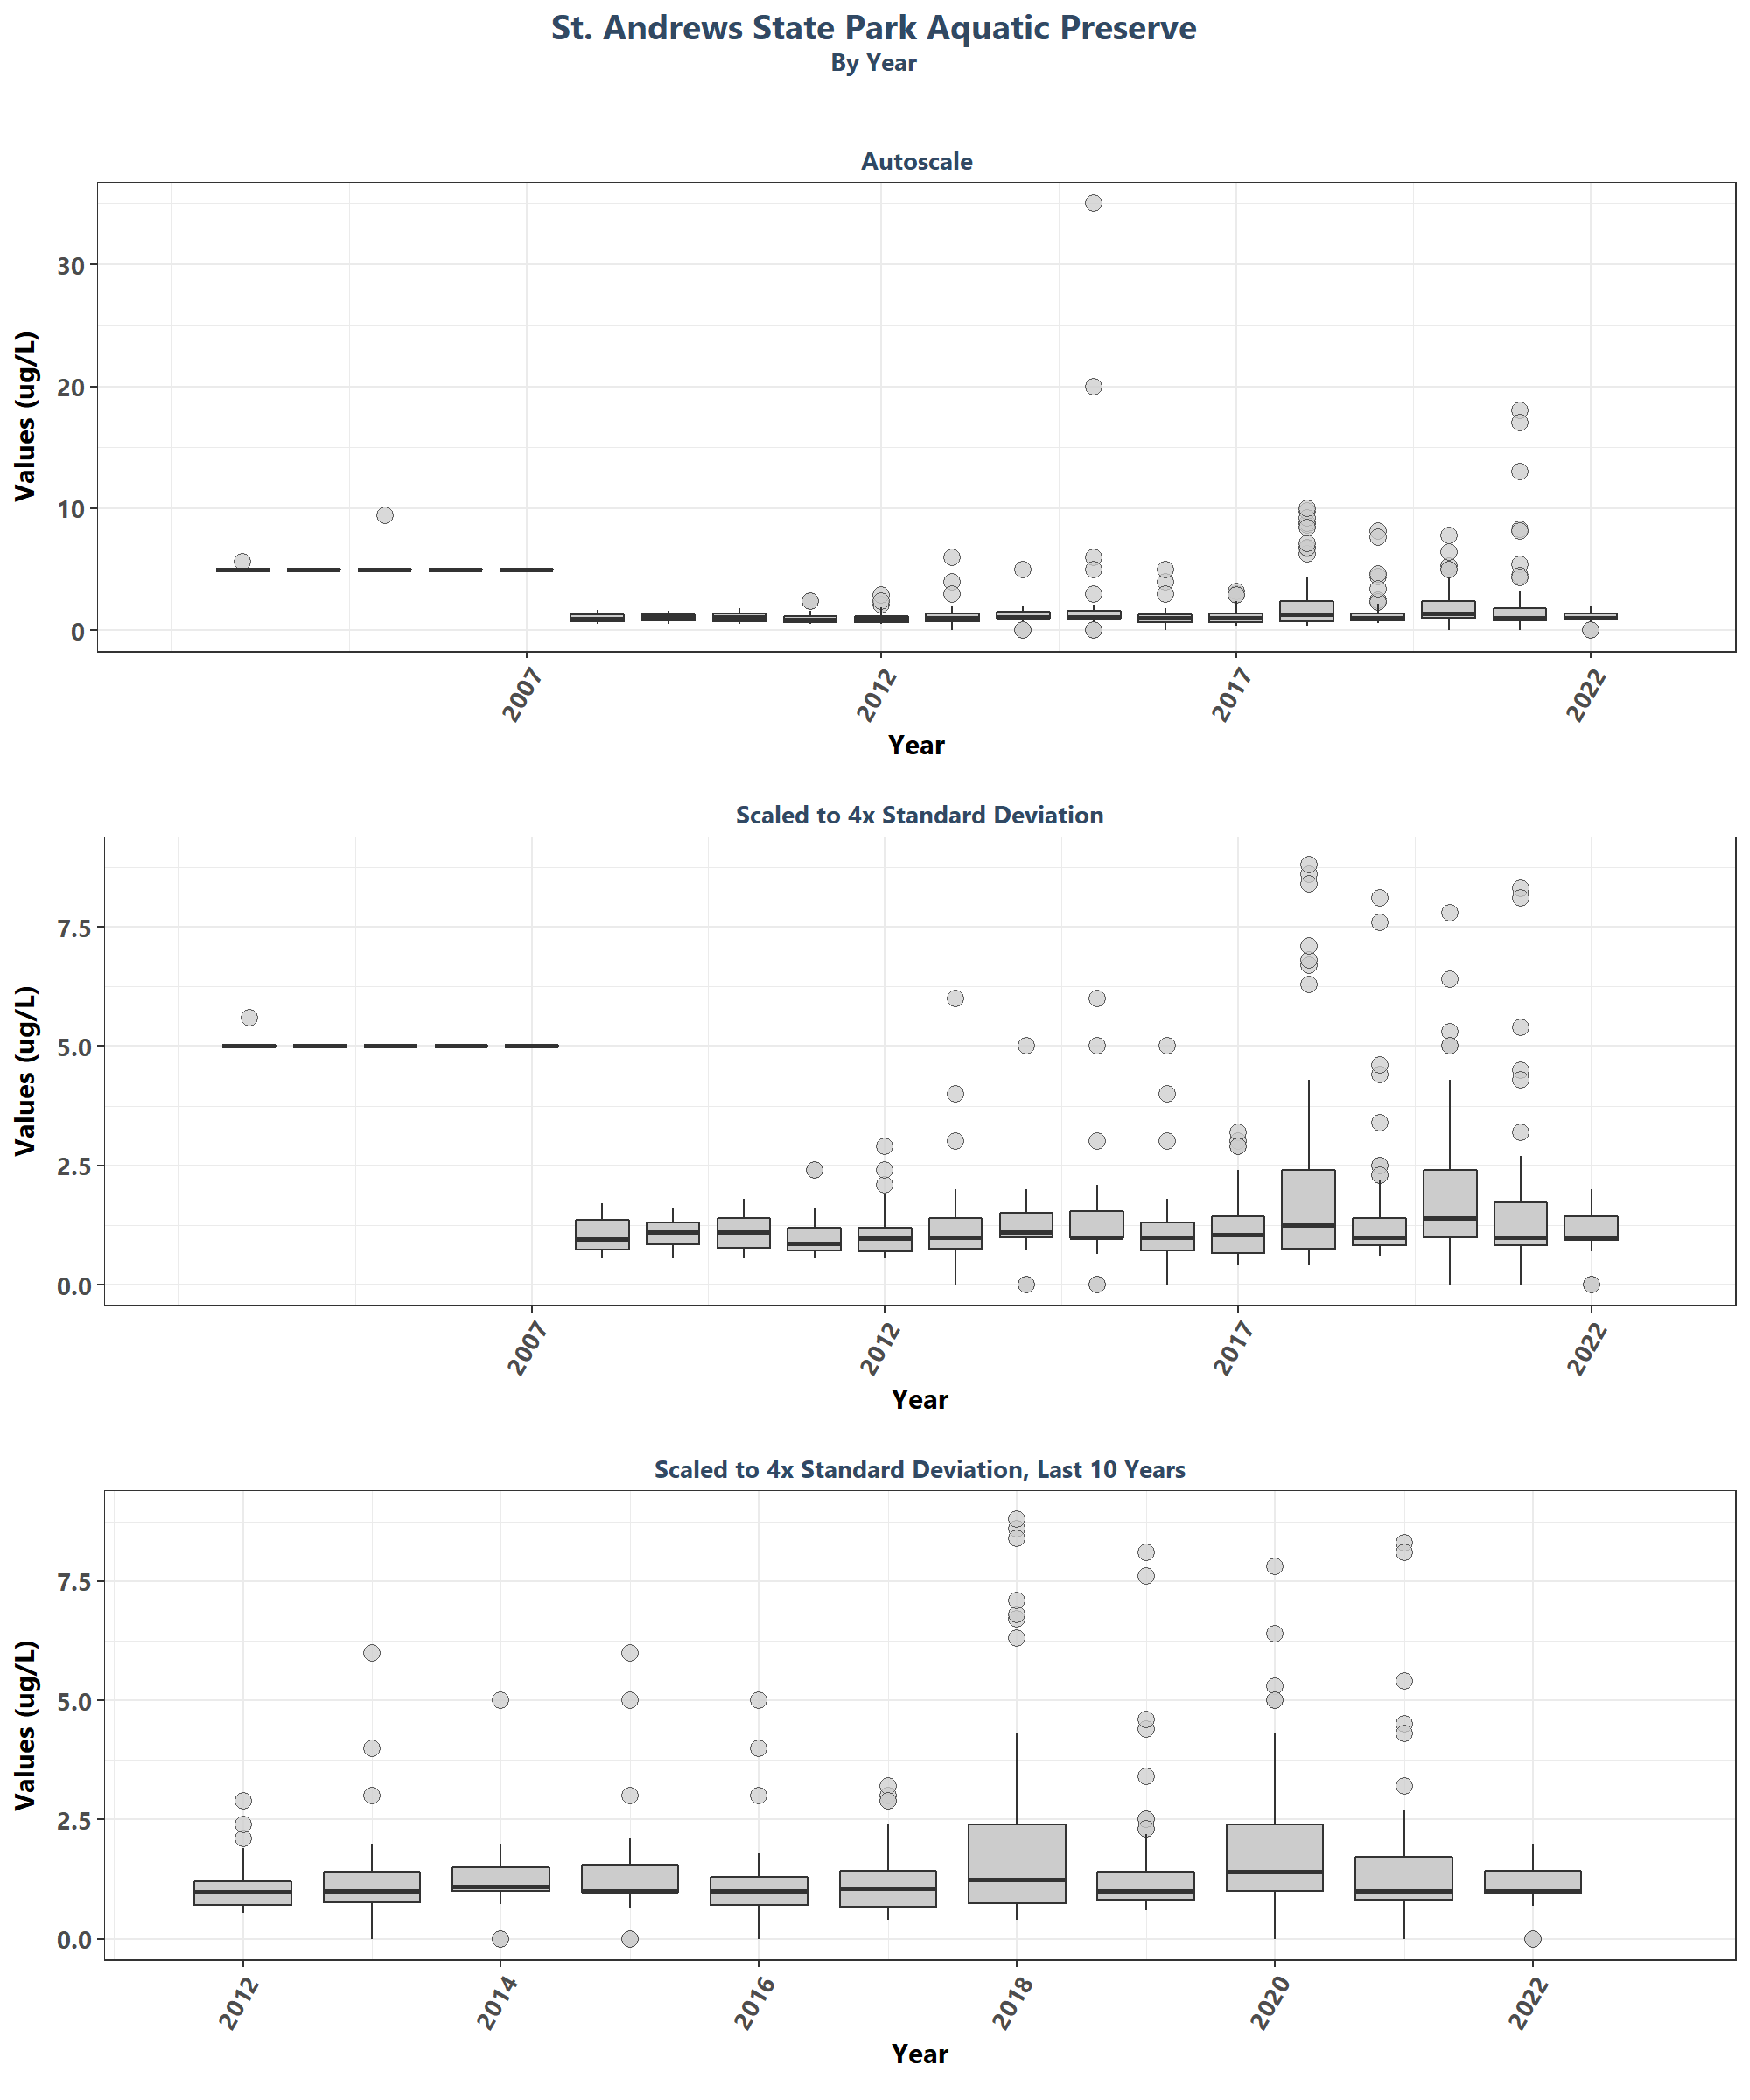 St. Andrews State Park Aquatic Preserve
By Year
Autoscale
Values (ug/L)
30
20
10
0
2007
2012
2017
2022
Year
Scaled to 4x Standard Deviation
Values (ug/L)
7.5
5.0
2.5
0.0
2007
2012
2017
2022
Year
Scaled to 4x Standard Deviation, Last 10 Years
Values (ug/L)
7.5
5.0
2.5
0.0
2012
2014
2016
2018
2020
2022
Year